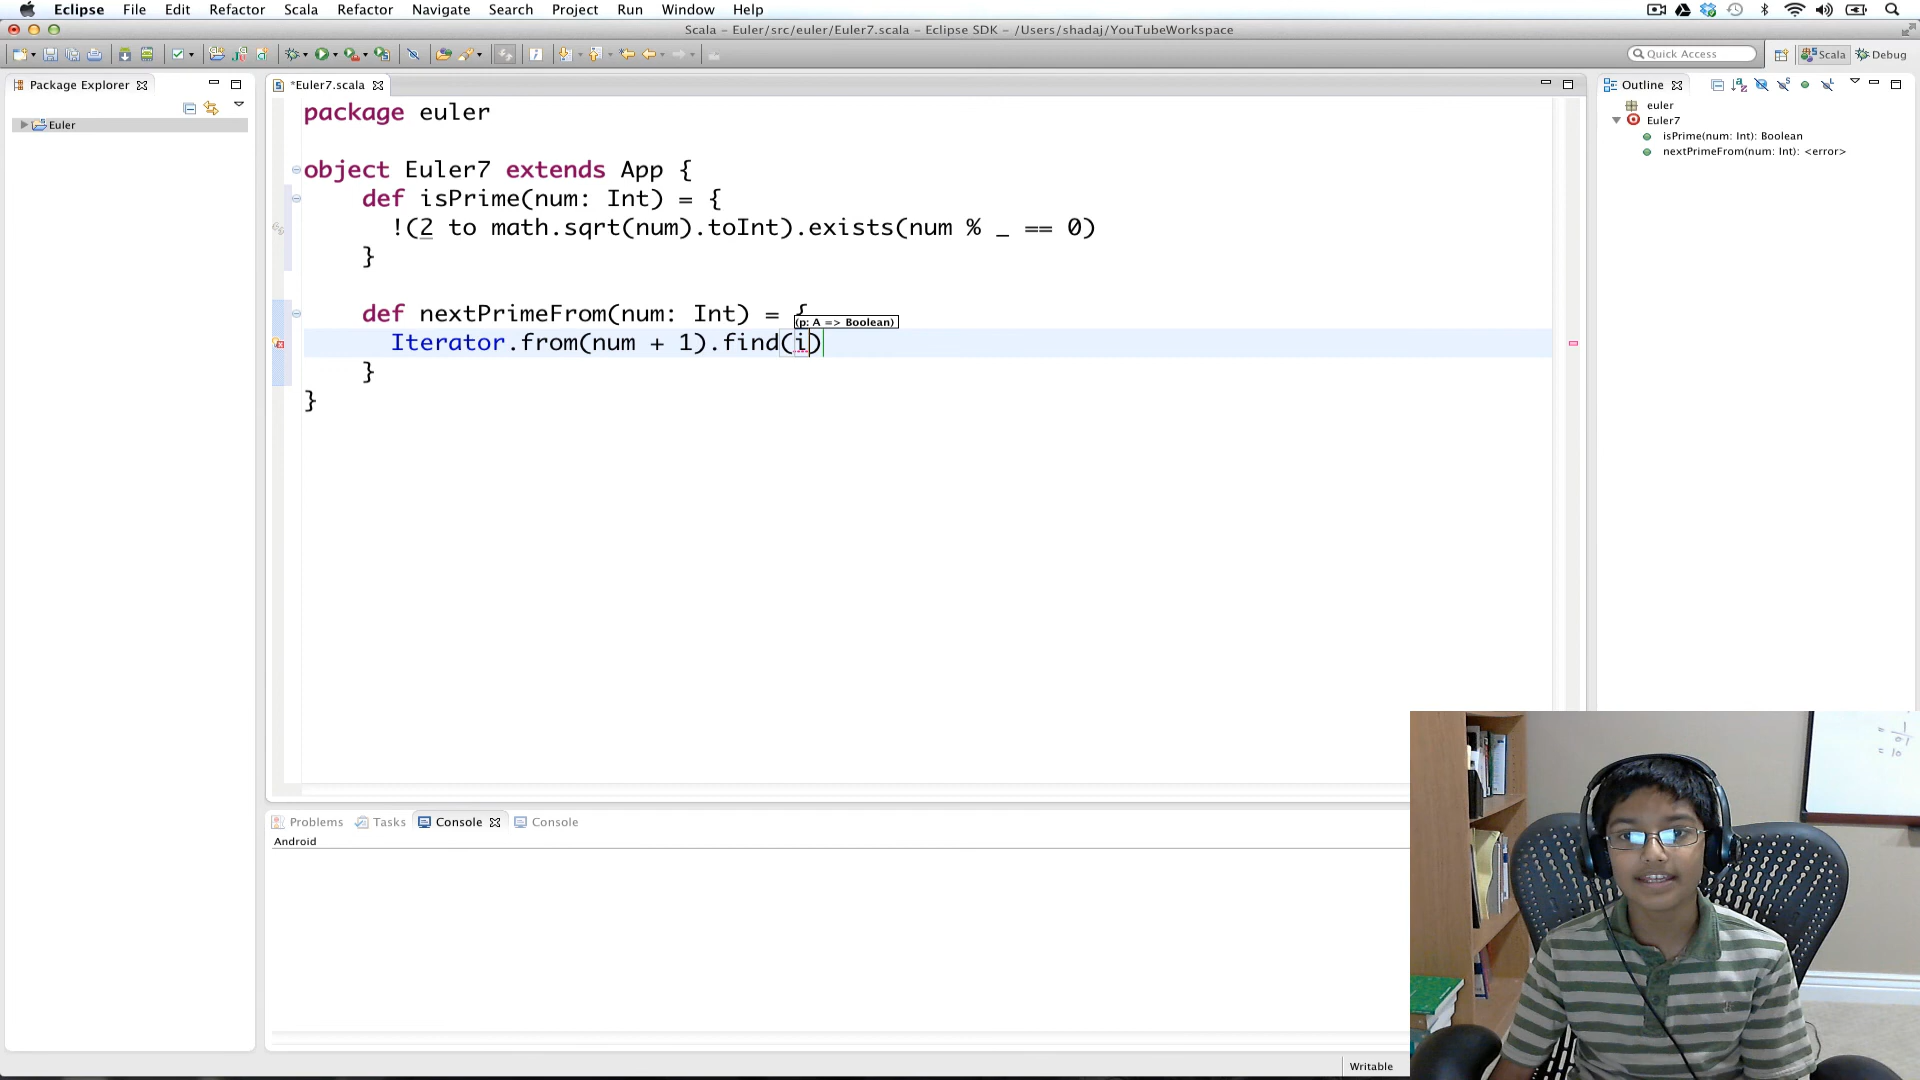 Eclipse File Edit Refactor Scala Refactor Navigate Search Project Run Window Help
Scala – Euler/src/euler/Euler7.scala – Eclipse SDK – /Users/shadaj/YouTubeWorkspace
Quick Access
Scala
Debug
Package Explorer
Euler
*Euler7.scala
package euler
object Euler7 extends App {
def isPrime(num: Int) = {
!(2 to math.sqrt(num).toInt).exists(num % _ == 0)
}
def nextPrimeFrom(num: Int) = {
(p: A => Boolean)
Iterator.from(num + 1).find(i)
}
}
Outline
euler
Euler7
isPrime(num: Int): Boolean
nextPrimeFrom(num: Int): <error>
Problems Tasks Console Console
Android
Writable
= 1
= 10